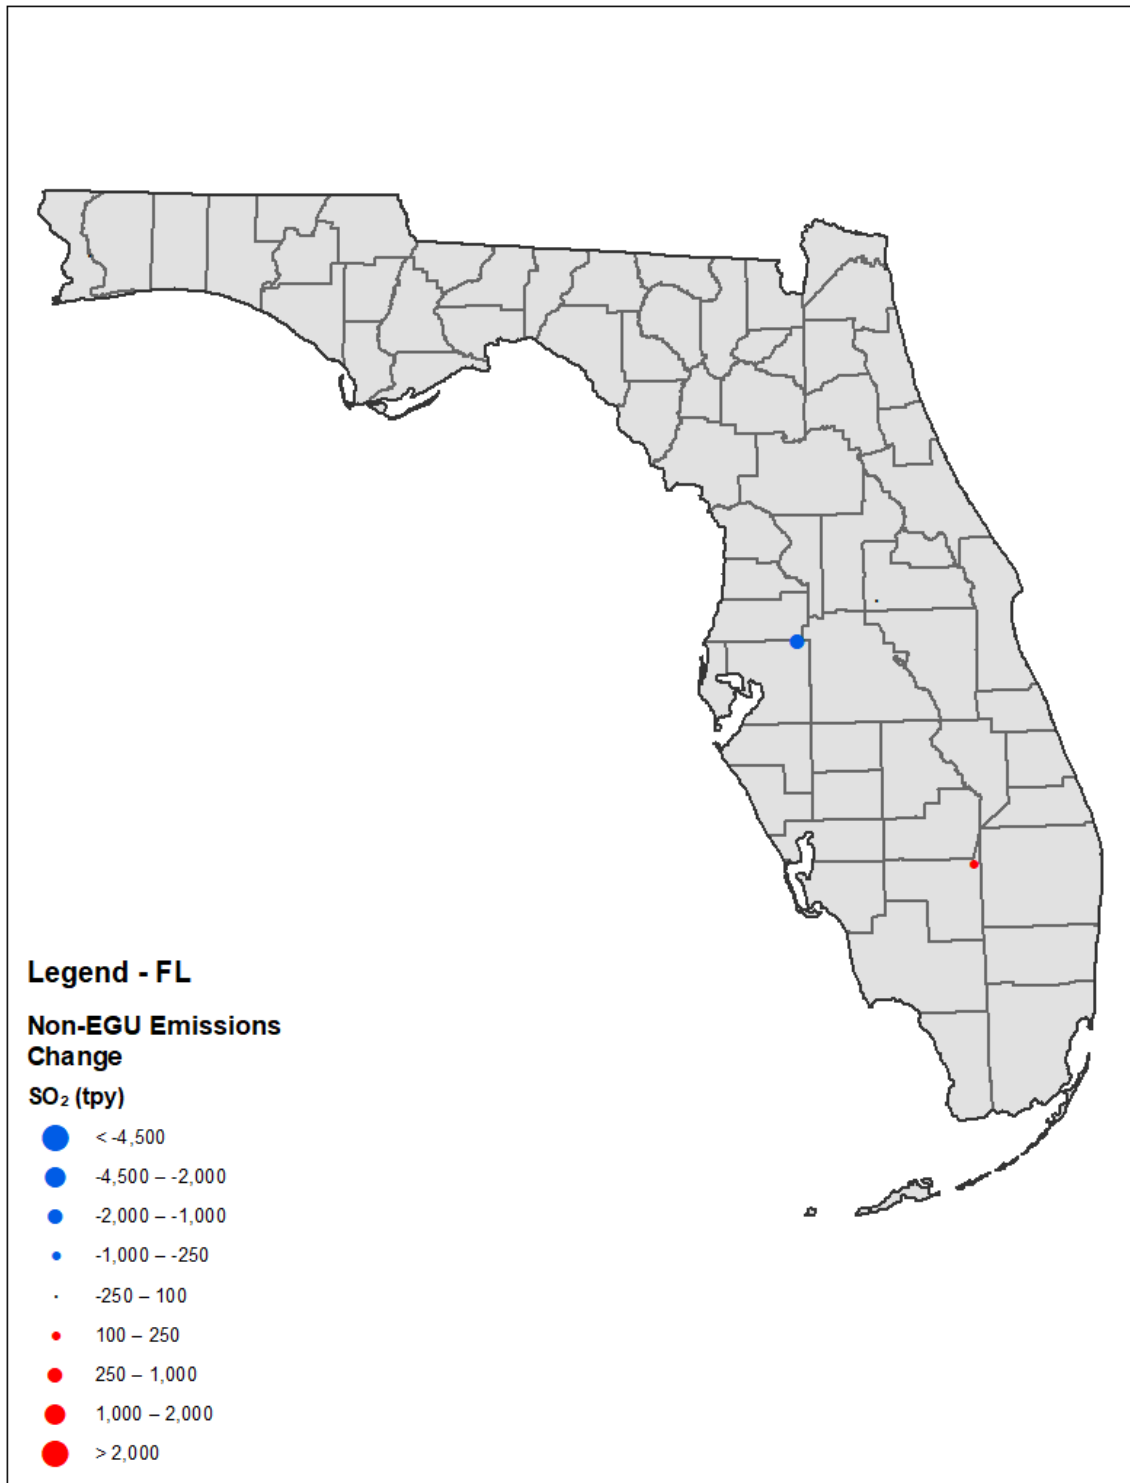 Legend - FL
Non-EGU Emissions
Change
SO₂ (tpy)
< -4,500
-4,500 – -2,000
-2,000 – -1,000
-1,000 – -250
-250 – 100
100 – 250
250 – 1,000
1,000 – 2,000
> 2,000